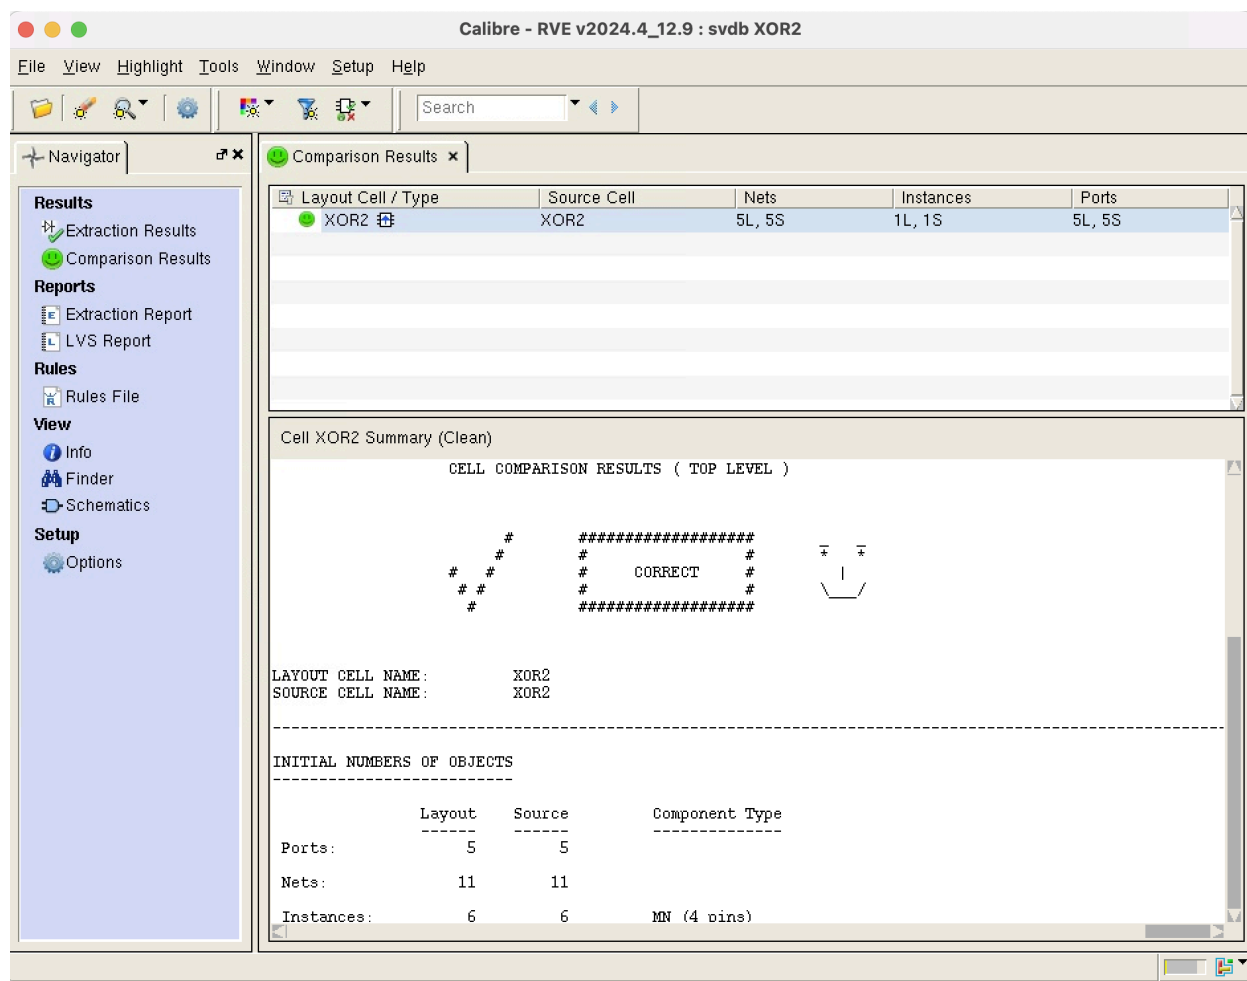 Calibre - RVE v2024.4_12.9 : svdb XOR2
File View Highlight Tools Window Setup Help
Search
Navigator
Comparison Results
Results
Extraction Results
Comparison Results
Reports
Extraction Report
LVS Report
Rules
Rules File
View
Info
Finder
Schematics
Setup
Options
Layout Cell / Type Source Cell Nets Instances Ports
XOR2 XOR2 5L, 5S 1L, 1S 5L, 5S
Cell XOR2 Summary (Clean)
CELL COMPARISON RESULTS ( TOP LEVEL )
# ################### _ _
# # # * *
# # # CORRECT # |
# # # # \___/
# ###################
LAYOUT CELL NAME: XOR2
SOURCE CELL NAME: XOR2
INITIAL NUMBERS OF OBJECTS
Layout Source Component Type
Ports: 5 5
Nets: 11 11
Instances: 6 6 MN (4 pins)